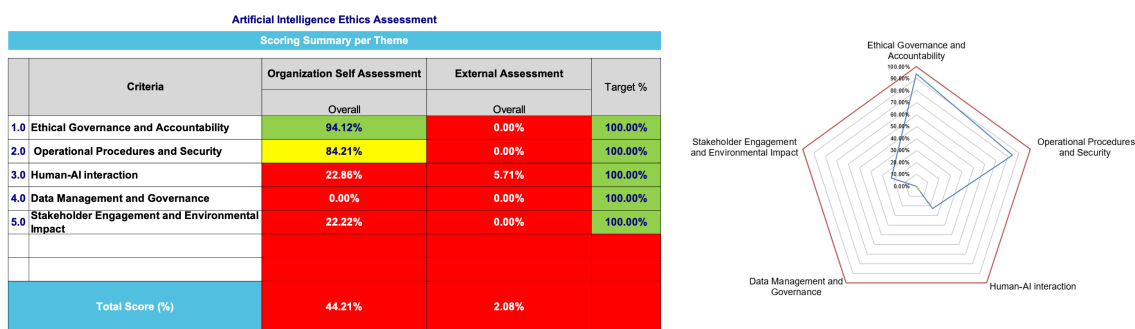 Artificial Intelligence Ethics Assessment
Scoring Summary per Theme
Criteria
Organization Self Assessment
External Assessment
Target %
Overall
Overall
1.0 Ethical Governance and Accountability 94.12% 0.00% 100.00%
2.0 Operational Procedures and Security 84.21% 0.00% 100.00%
3.0 Human-AI interaction 22.86% 5.71% 100.00%
4.0 Data Management and Governance 0.00% 0.00% 100.00%
5.0 Stakeholder Engagement and Environmental
Impact 22.22% 0.00% 100.00%
Total Score (%) 44.21% 2.08%
Ethical Governance and
Accountability
100.00%
90.00%
80.00%
70.00%
60.00%
50.00%
40.00%
30.00%
20.00%
10.00%
0.00%
Stakeholder Engagement
and Environmental Impact
Operational Procedures
and Security
Data Management and
Governance
Human-AI interaction